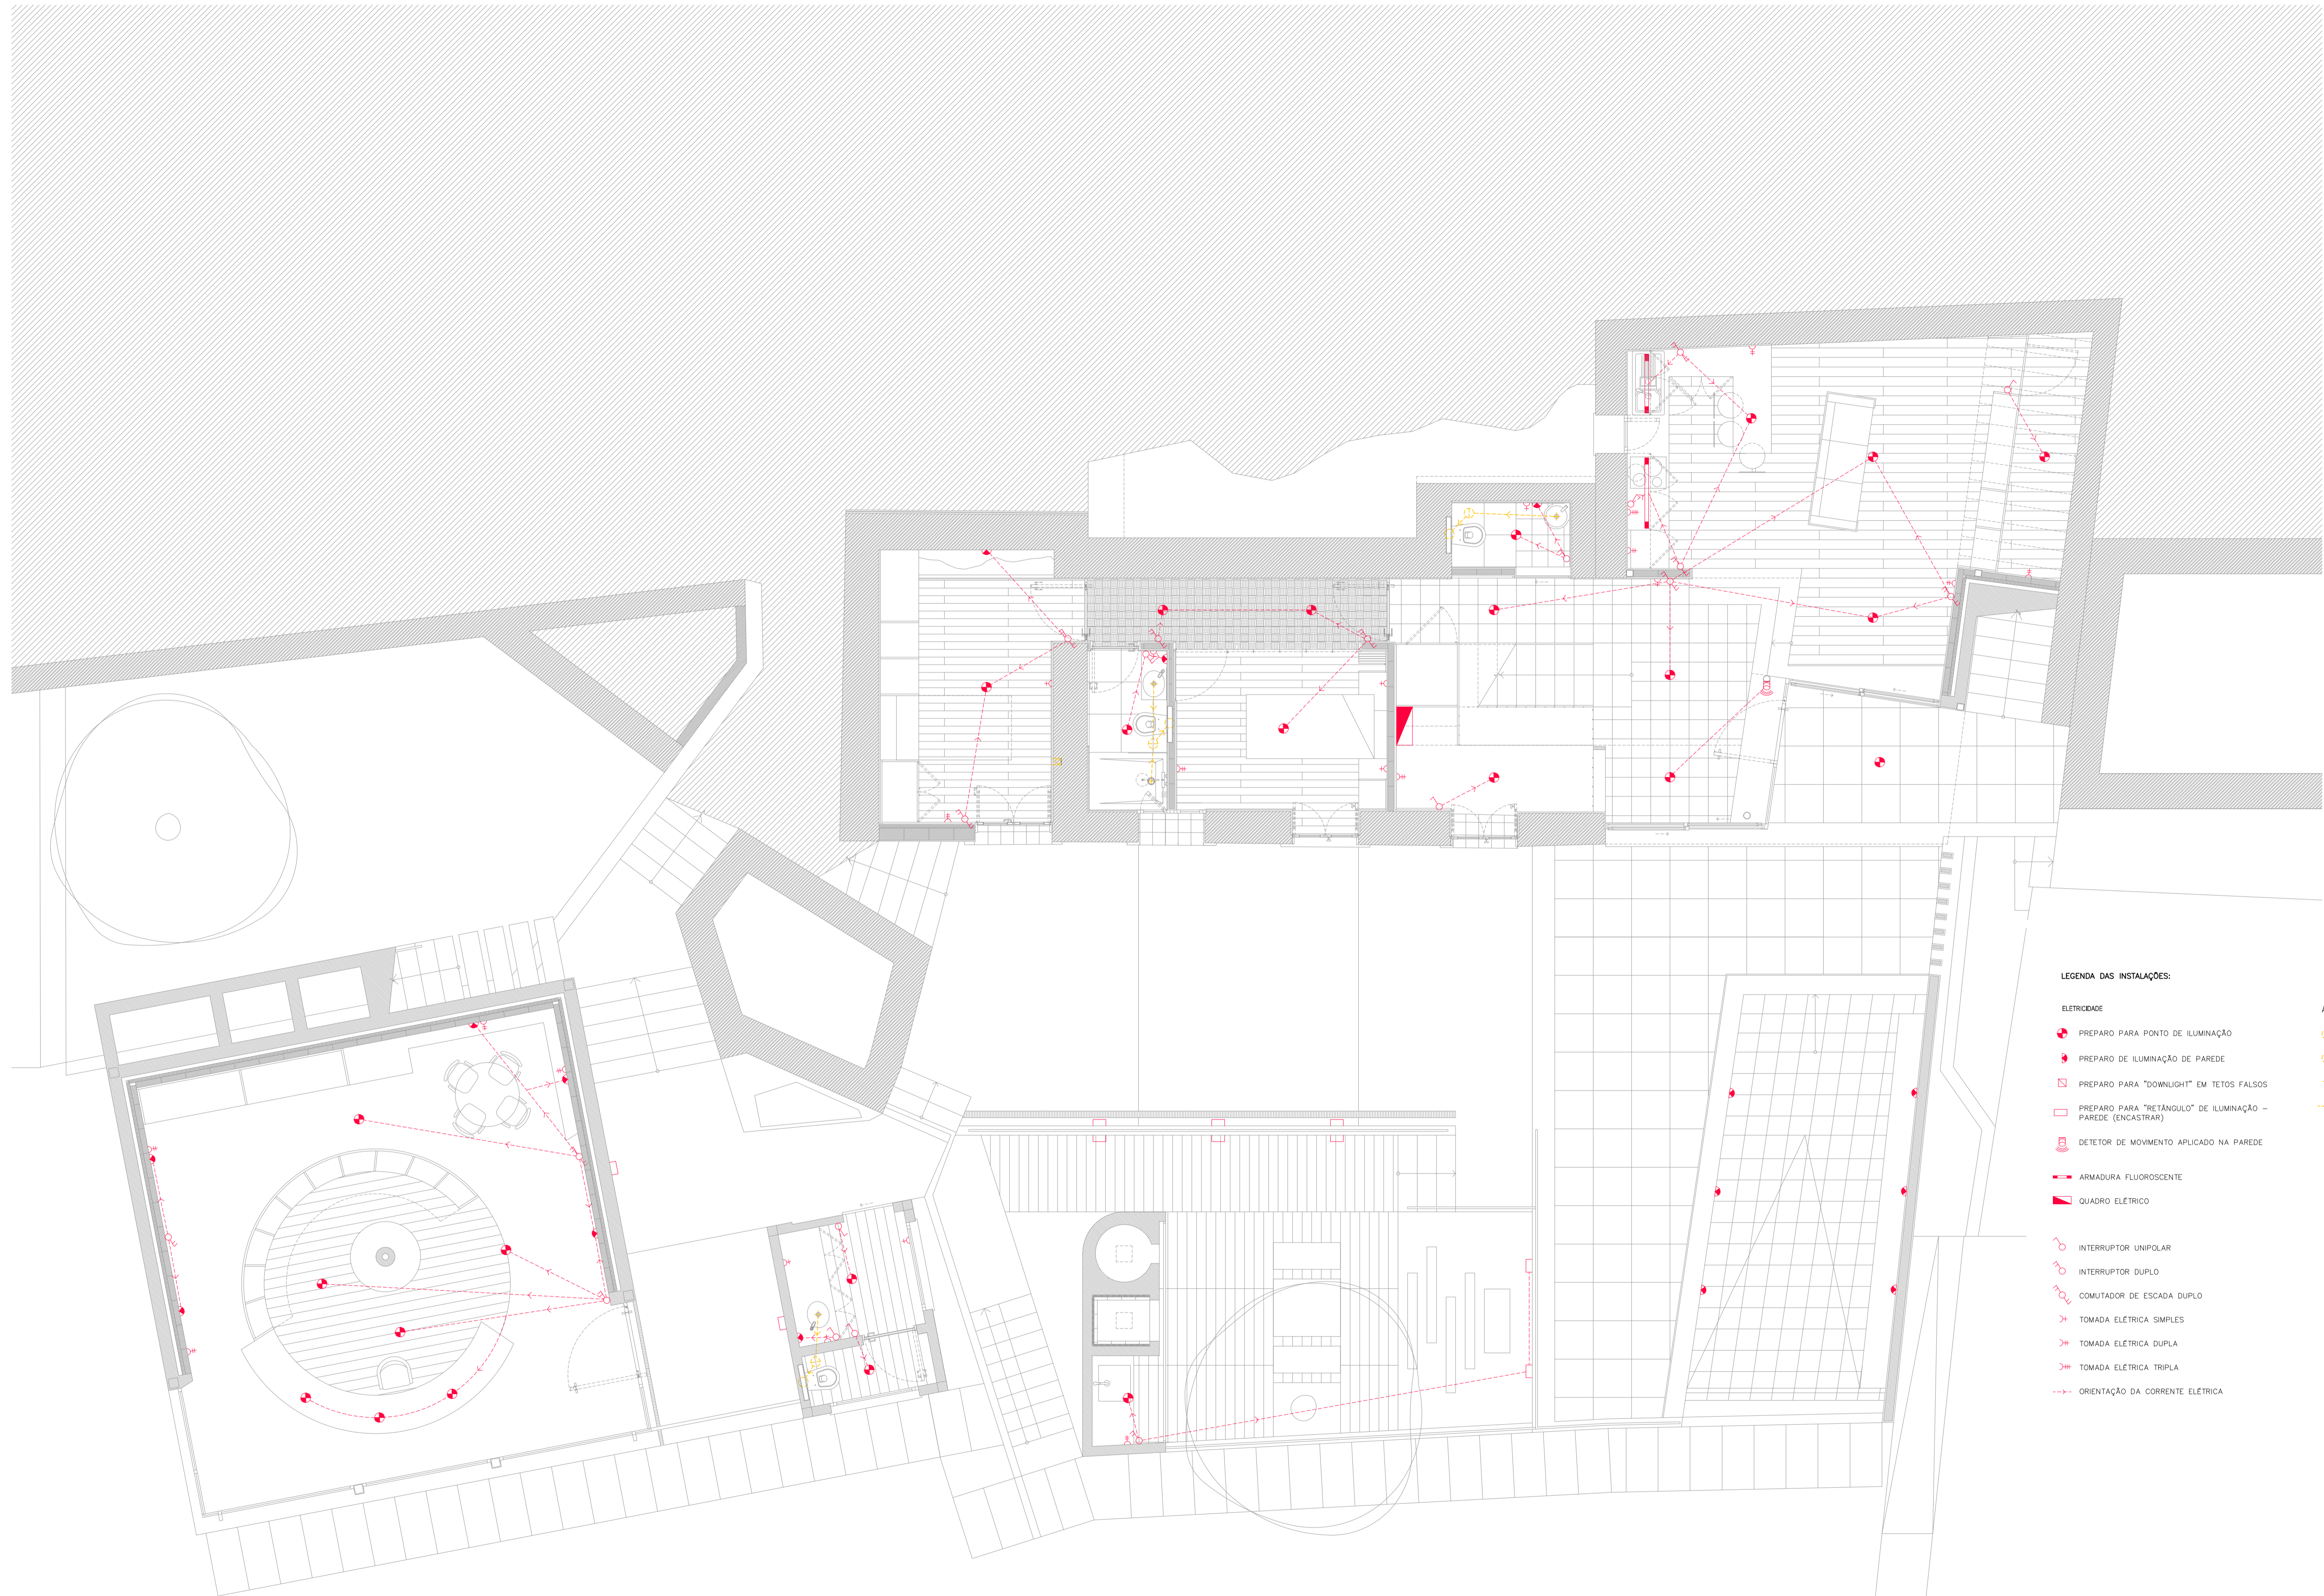 LEGENDA DAS INSTALAÇÕES:
ELETRICIDADE
PREPARO PARA PONTO DE ILUMINAÇÃO
PREPARO DE ILUMINAÇÃO DE PAREDE
PREPARO PARA "DOWNLIGHT" EM TETOS FALSOS
PREPARO PARA "RETÂNGULO" DE ILUMINAÇÃO –
PAREDE (ENCASTRAR)
DETETOR DE MOVIMENTO APLICADO NA PAREDE
ARMADURA FLUOROSCENTE
QUADRO ELÉTRICO
INTERRUPTOR UNIPOLAR
INTERRUPTOR DUPLO
COMUTADOR DE ESCADA DUPLO
TOMADA ELÉTRICA SIMPLES
TOMADA ELÉTRICA DUPLA
TOMADA ELÉTRICA TRIPLA
ORIENTAÇÃO DA CORRENTE ELÉTRICA